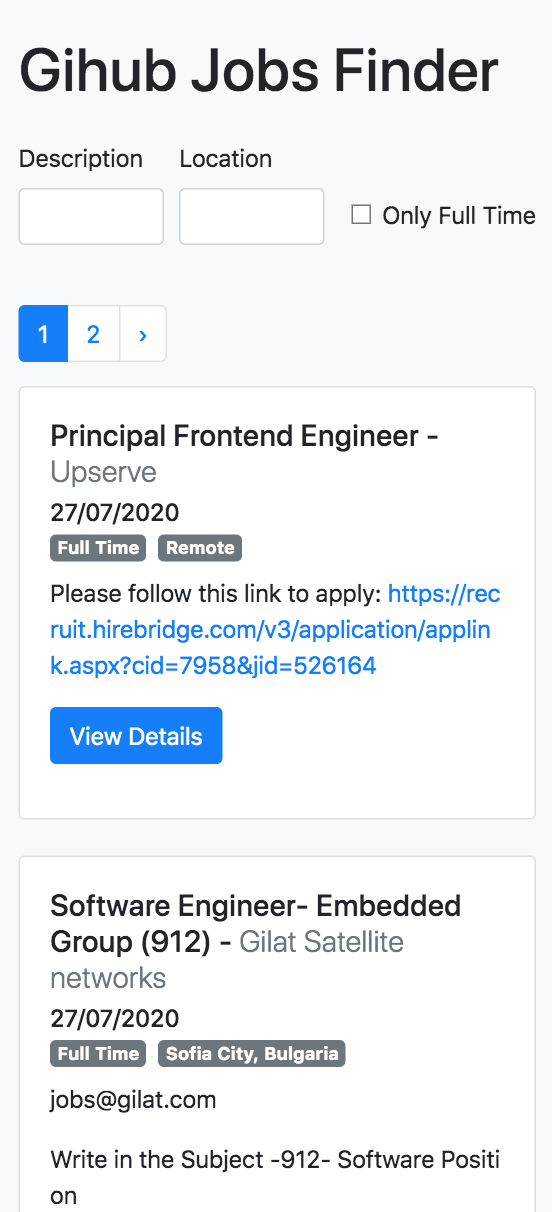 Gihub Jobs Finder
Description Location
Only Full Time
1 2 ›
Principal Frontend Engineer -
Upserve
27/07/2020
Full Time Remote
Please follow this link to apply: https://rec
ruit.hirebridge.com/v3/application/applin
k.aspx?cid=7958&jid=526164
View Details
Software Engineer- Embedded
Group (912) - Gilat Satellite
networks
27/07/2020
Full Time Sofia City, Bulgaria
jobs@gilat.com
Write in the Subject -912- Software Positi
on